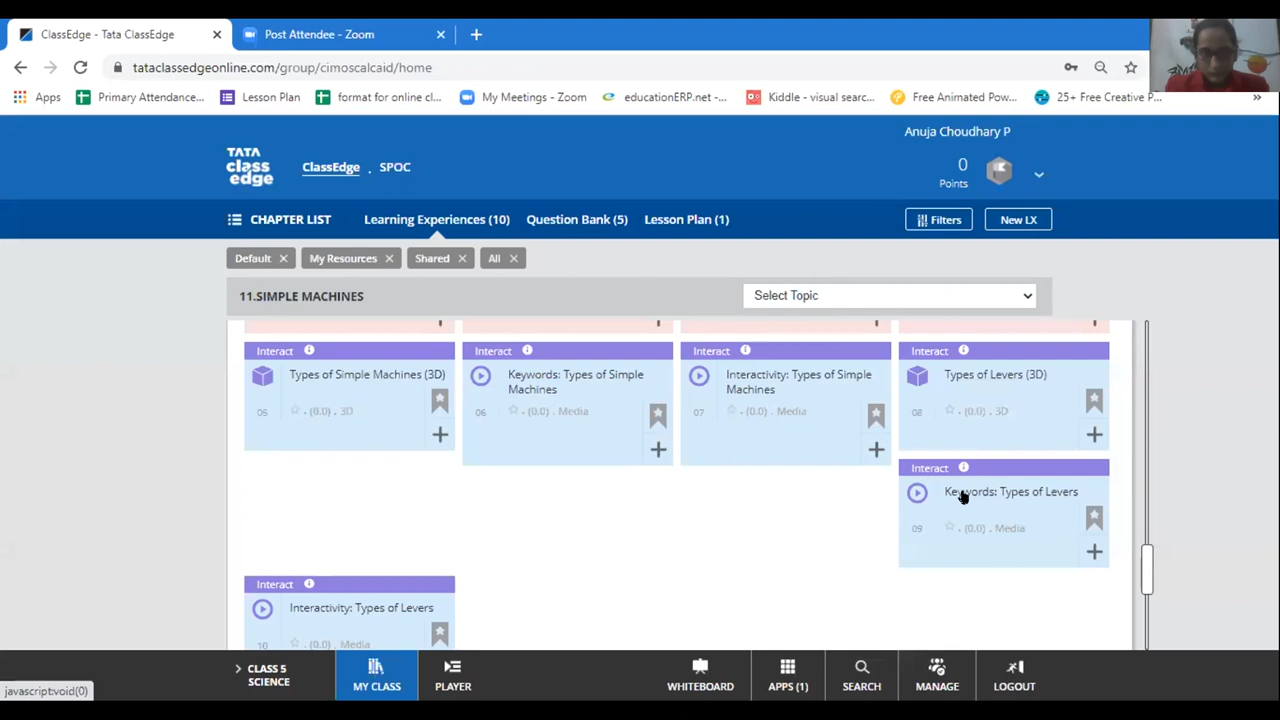 ClassEdge - Tata ClassEdge
Post Attendee - Zoom
tataclassedgeonline.com/group/cimoscalcaid/home
Apps
Primary Attendance...
Lesson Plan
format for online cl...
My Meetings - Zoom
educationERP.net -...
Kiddle - visual searc...
Free Animated Pow...
25+ Free Creative P...
»
Anuja Choudhary P
TATA
class
edge
ClassEdge . SPOC
0
Points
CHAPTER LIST
Learning Experiences (10)
Question Bank (5)
Lesson Plan (1)
Filters
New LX
Default
My Resources
Shared
All
11.SIMPLE MACHINES
Select Topic
Interact
Types of Simple Machines (3D)
05
(0.0) . 3D
Interact
Keywords: Types of Simple
Machines
06
(0.0) . Media
Interact
Interactivity: Types of Simple
Machines
07
(0.0) . Media
Interact
Types of Levers (3D)
08
(0.0) . 3D
Interact
Keywords: Types of Levers
09
(0.0) . Media
Interact
Interactivity: Types of Levers
10
(0.0) . Media
CLASS 5
SCIENCE
MY CLASS
PLAYER
WHITEBOARD
APPS (1)
SEARCH
MANAGE
LOGOUT
javascript:void(0)